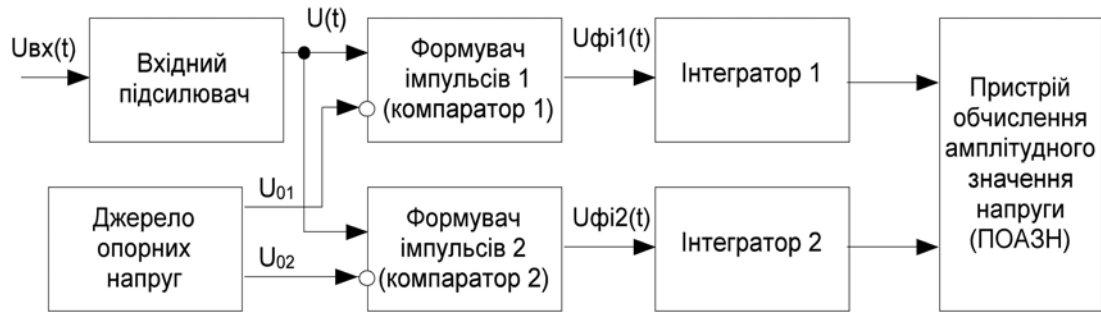 Uвх(t)
Вхідний
підсилювач
U(t)
Формувач
імпульсів 1
(компаратор 1)
Uфі1(t)
Інтегратор 1
Пристрій
обчислення
амплітудного
значення
напруги
(ПОАЗН)
Джерело
опорних
напруг
U01
U02
Формувач
імпульсів 2
(компаратор 2)
Uфі2(t)
Інтегратор 2